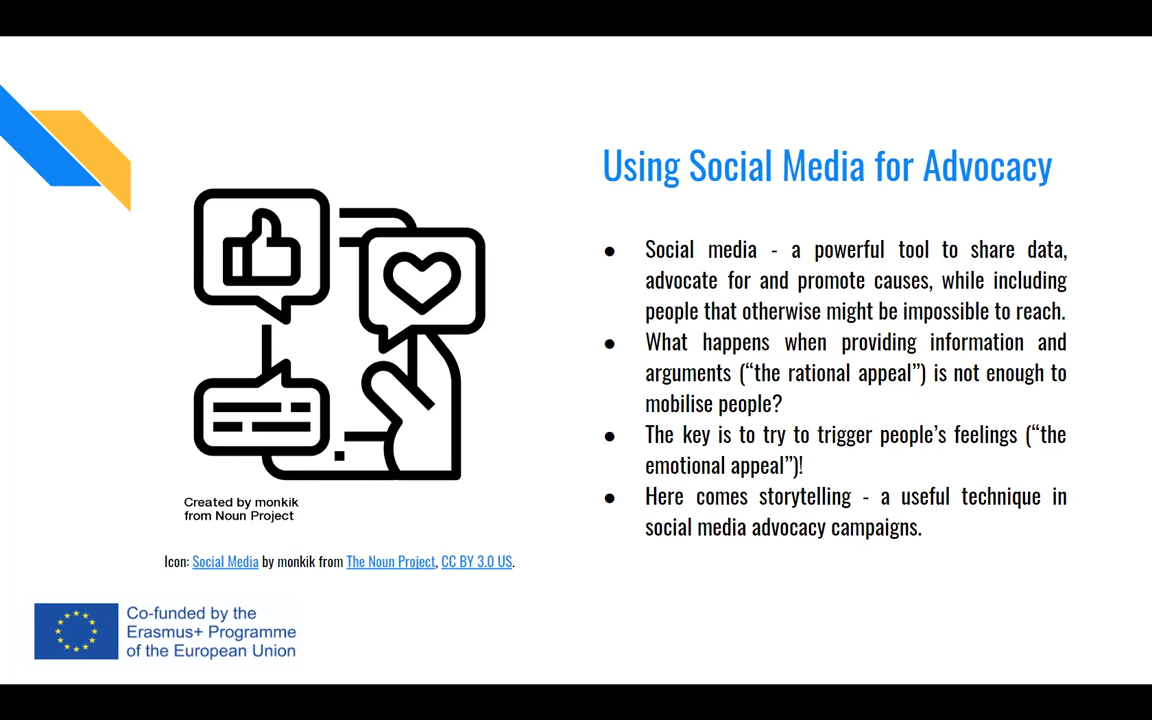 Using Social Media for Advocacy
● Social media - a powerful tool to share data,
advocate for and promote causes, while including
people that otherwise might be impossible to reach.
● What happens when providing information and
arguments (“the rational appeal”) is not enough to
mobilise people?
● The key is to try to trigger people’s feelings (“the
emotional appeal”)!
● Here comes storytelling - a useful technique in
social media advocacy campaigns.
Created by monkik
from Noun Project
Icon: Social Media by monkik from The Noun Project, CC BY 3.0 US.
Co-funded by the
Erasmus+ Programme
of the European Union